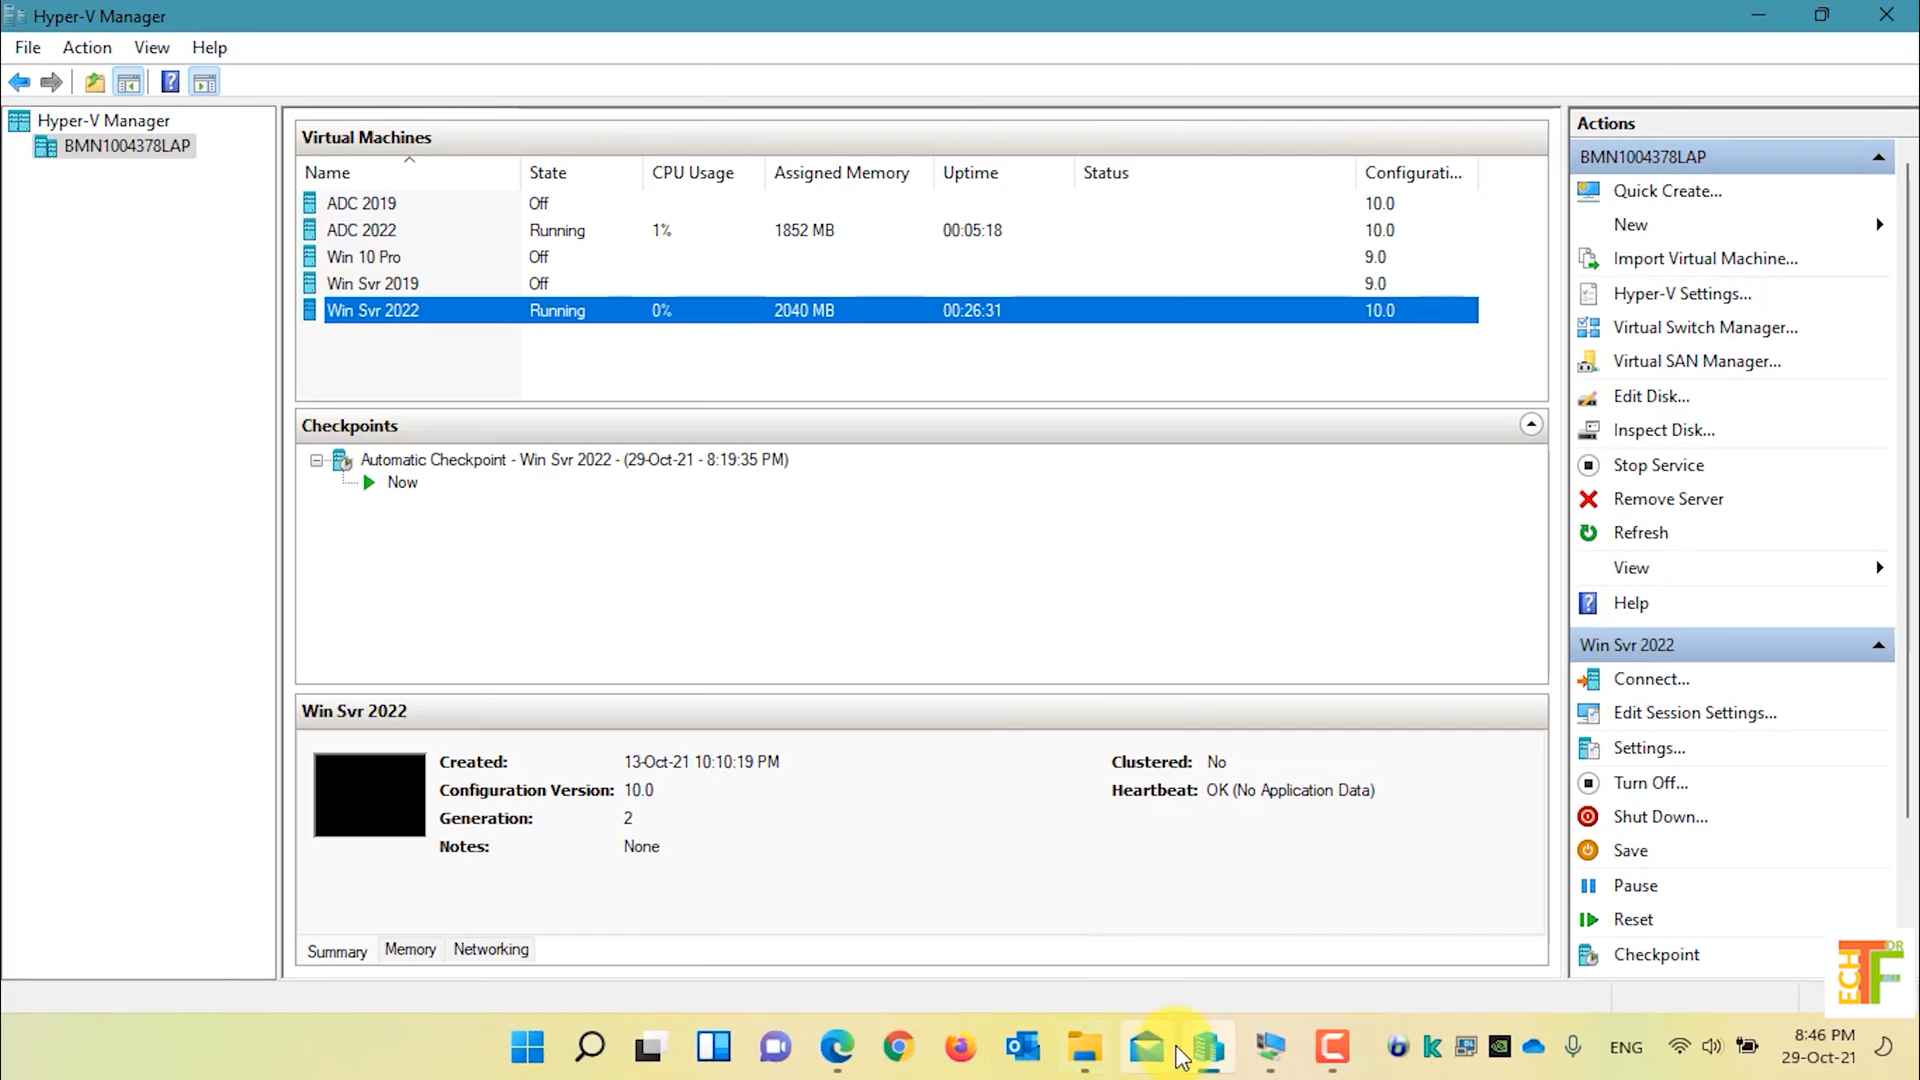 Hyper-V Manager
File Action View Help
Hyper-V Manager
BMN1004378LAP
Virtual Machines
Name State CPU Usage Assigned Memory Uptime Status Configurati...
ADC 2019 Off 10.0
ADC 2022 Running 1% 1852 MB 00:05:18 10.0
Win 10 Pro Off 9.0
Win Svr 2019 Off 9.0
Win Svr 2022 Running 0% 2040 MB 00:26:31 10.0
Checkpoints
Automatic Checkpoint - Win Svr 2022 - (29-Oct-21 - 8:19:35 PM)
Now
Win Svr 2022
Created: 13-Oct-21 10:10:19 PM Clustered: No
Configuration Version: 10.0 Heartbeat: OK (No Application Data)
Generation: 2
Notes: None
Summary Memory Networking
Actions
BMN1004378LAP
Quick Create...
New
Import Virtual Machine...
Hyper-V Settings...
Virtual Switch Manager...
Virtual SAN Manager...
Edit Disk...
Inspect Disk...
Stop Service
Remove Server
Refresh
View
Help
Win Svr 2022
Connect...
Edit Session Settings...
Settings...
Turn Off...
Shut Down...
Save
Pause
Reset
Checkpoint
TECH FOR ALL
ENG
8:46 PM
29-Oct-21